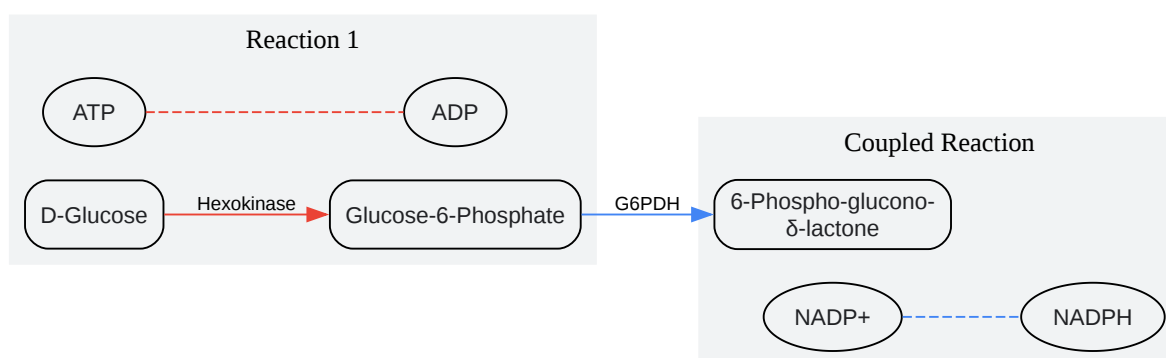 Reaction 1
ATP
ADP
D-Glucose
Hexokinase
Glucose-6-Phosphate
G6PDH
Coupled Reaction
6-Phospho-glucono-
δ-lactone
NADP+
NADPH